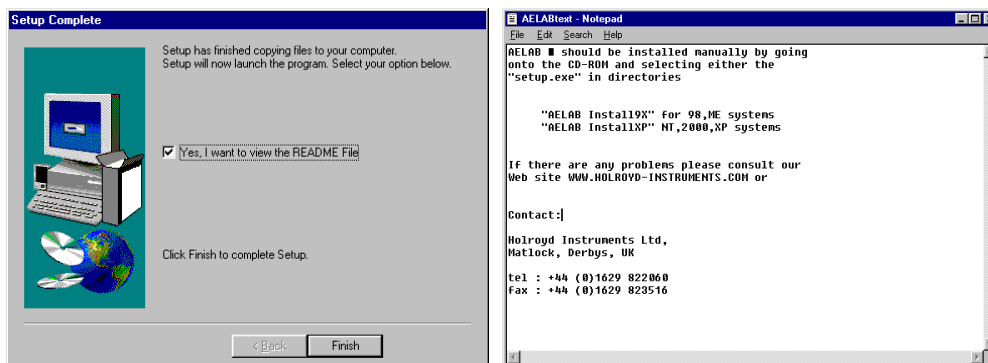 Setup Complete
Setup has finished copying files to your computer.
Setup will now launch the program. Select your option below.
Yes, I want to view the README File
Click Finish to complete Setup.
< Back
Finish
AELABtext - Notepad
File Edit Search Help
AELAB ■ should be installed manually by going
onto the CD-ROM and selecting either the
"setup.exe" in directories
"AELAB Install9X" for 98,ME systems
"AELAB InstallXP" NT,2000,XP systems
If there are any problems please consult our
Web site WWW.HOLROYD-INSTRUMENTS.COM or
Contact:
Holroyd Instruments Ltd,
Matlock, Derbys, UK
tel : +44 (0)1629 822060
fax : +44 (0)1629 823516